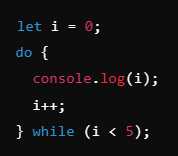 let i = 0;
do {
  console.log(i);
  i++;
} while (i < 5);